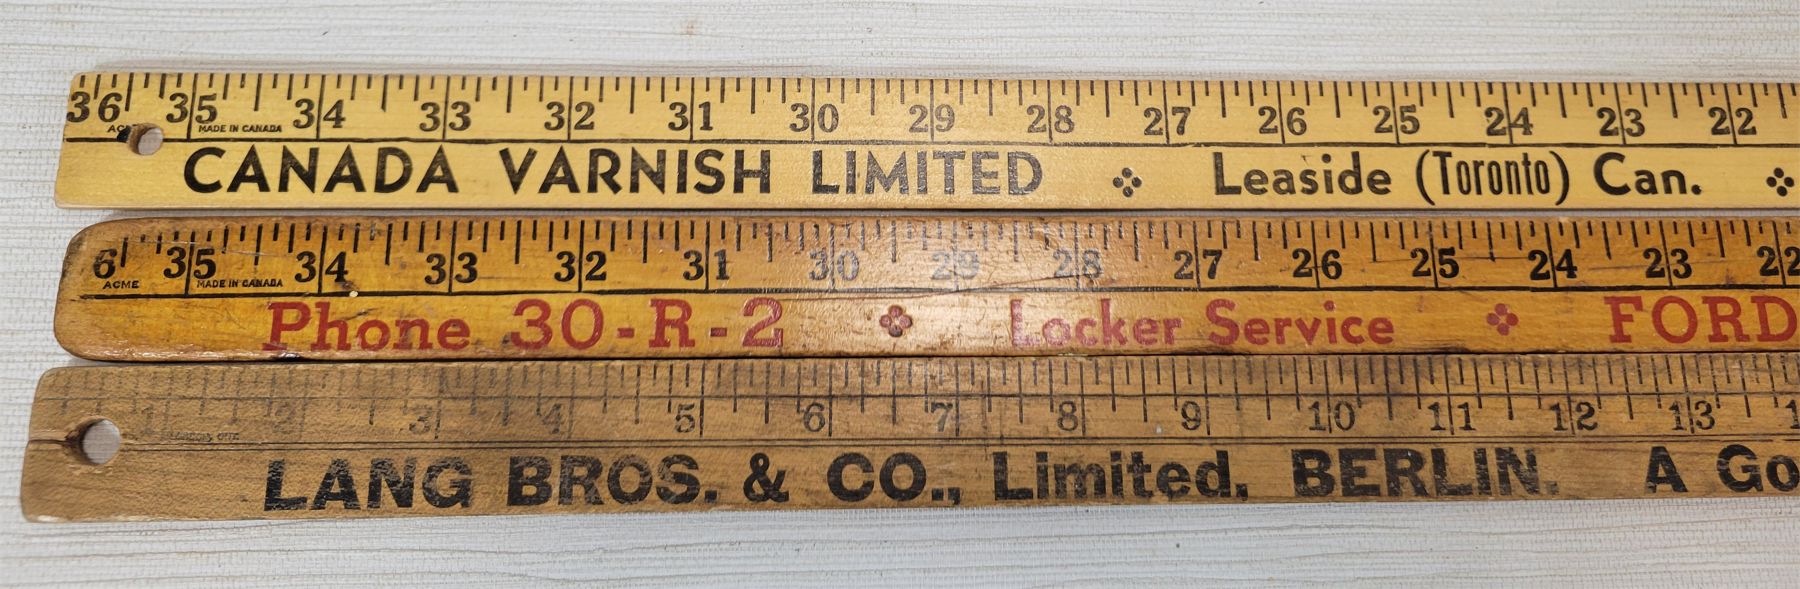 36 35 34 33 32 31 30 29 28 27 26 25 24 23 22
MADE IN CANADA
CANADA VARNISH LIMITED Leaside (Toronto) Can.
6 35 34 33 32 31 30 29 28 27 26 25 24 23 22
ACME MADE IN CANADA
Phone 30-R-2 Locker Service FORD
1 2 3 4 5 6 7 8 9 10 11 12 13 1
LANG BROS. & CO., Limited, BERLIN. A Go